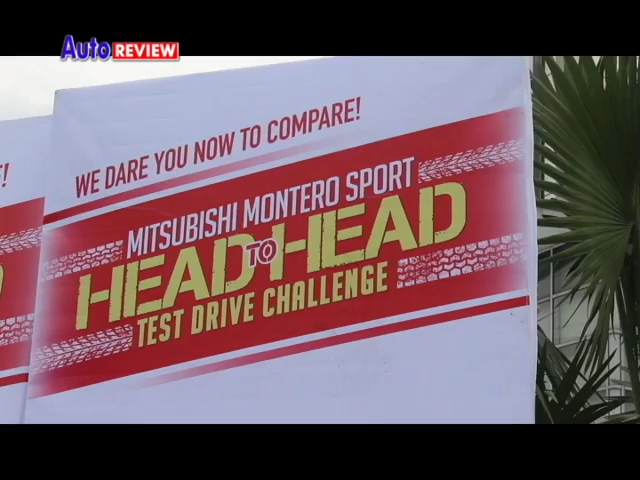 Auto REVIEW
WE DARE YOU NOW TO COMPARE!
MITSUBISHI MONTERO SPORT
HEAD TO HEAD
TEST DRIVE CHALLENGE